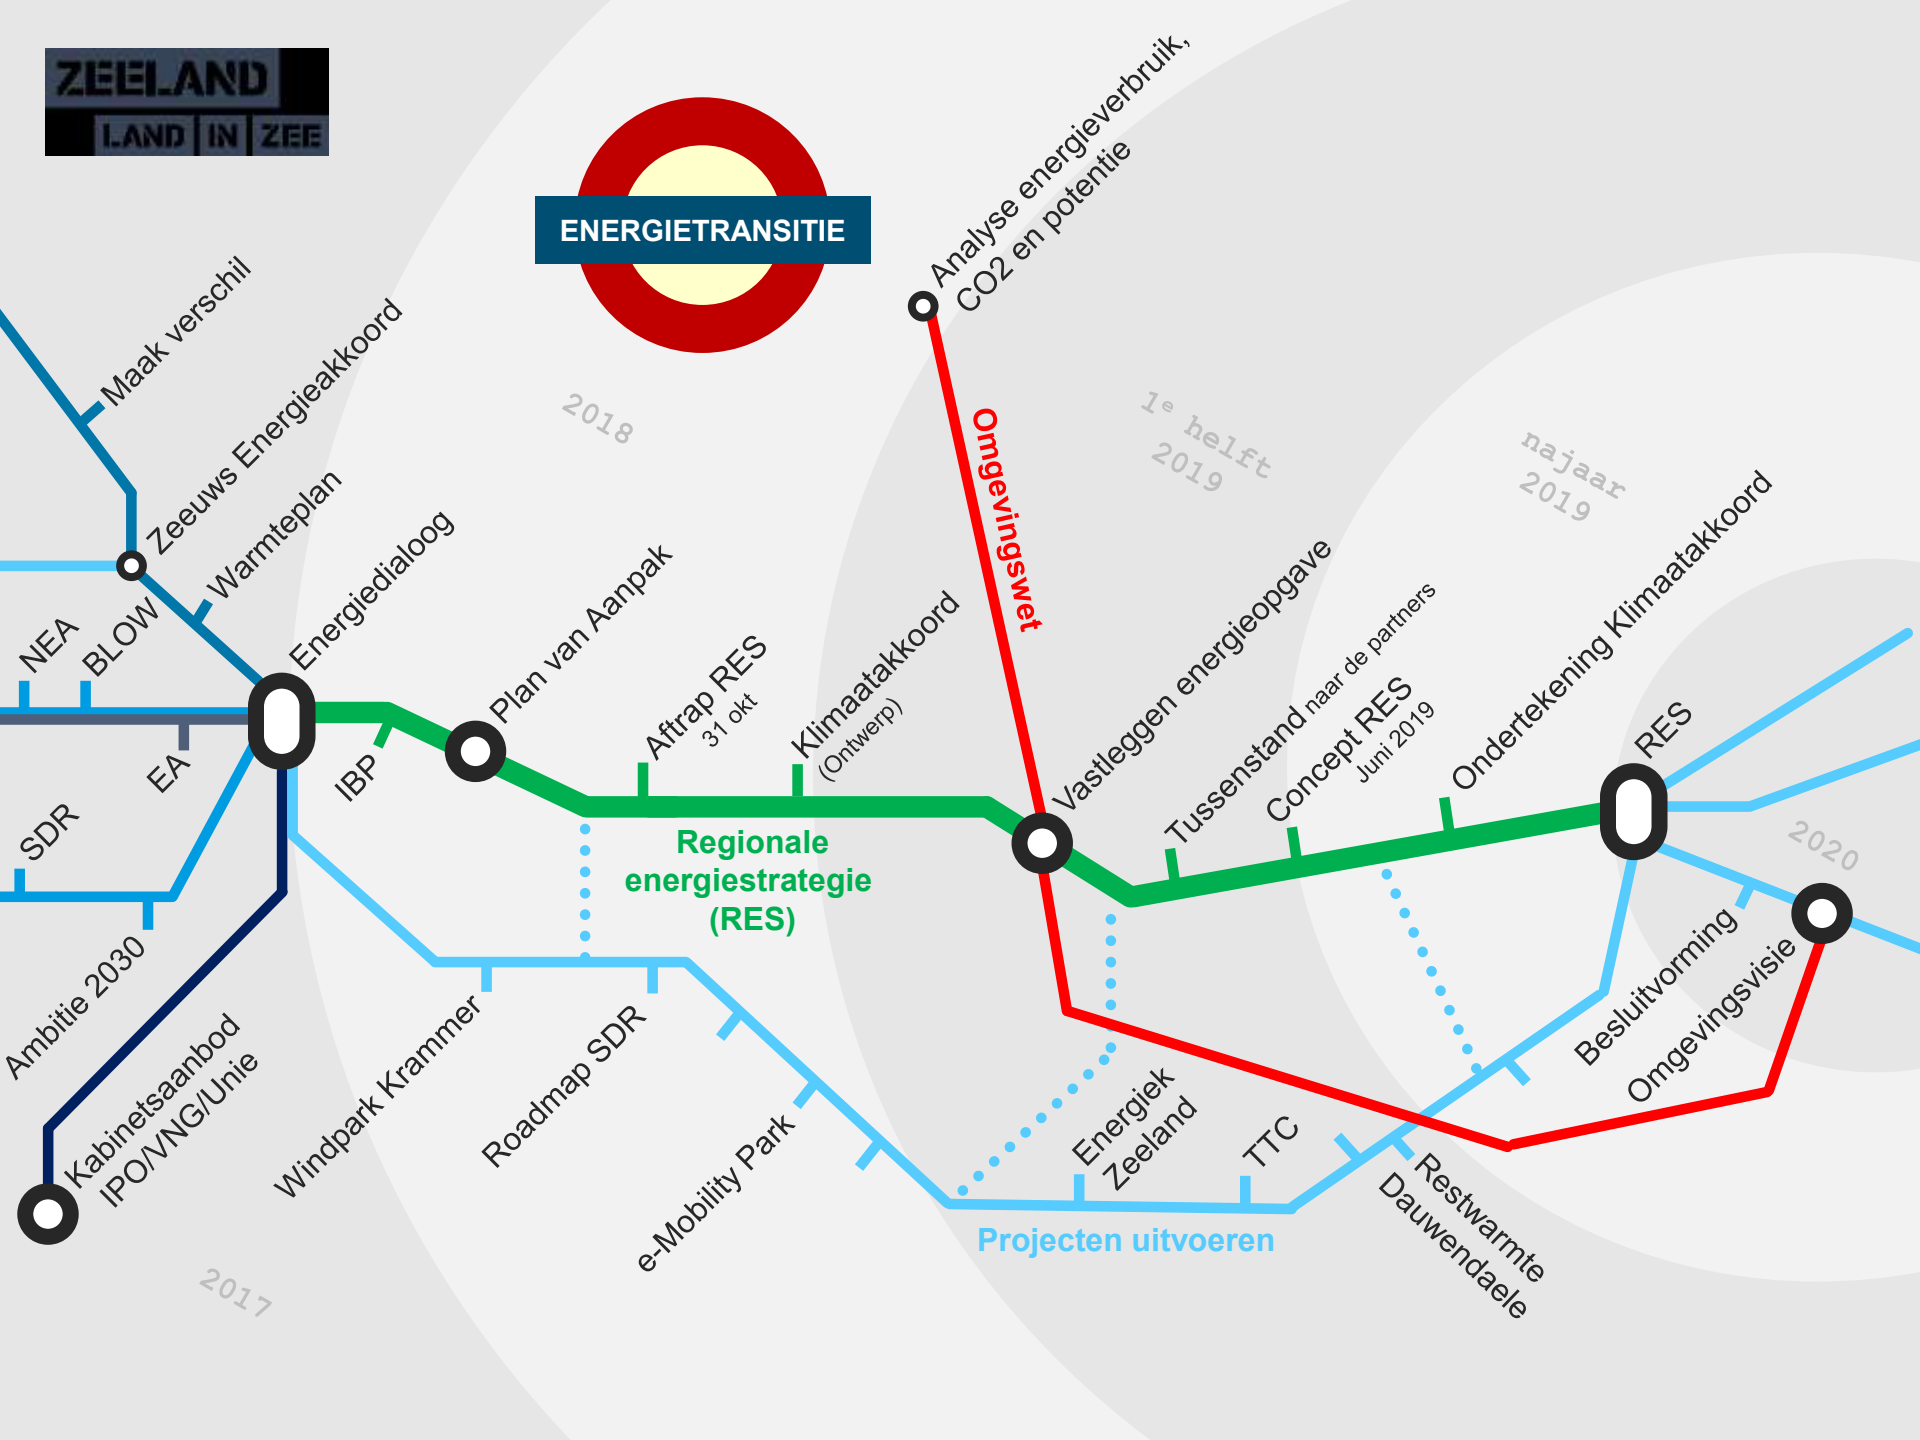 ZEELAND
LAND IN ZEE
ENERGIETRANSITIE
Analyse energieverbruik,
CO2 en potentie
Maak verschil
Zeeuws Energieakkoord
Warmteplan
Energiedialoog
NEA
BLOW
EA
SDR
Ambitie 2030
Kabinetsaanbod
IPO/VNG/Unie
2017
2018
1e helft
2019
najaar
2019
2020
IBP
Plan van Aanpak
Aftrap RES
31 okt
Klimaatakkoord
(Ontwerp)
Regionale
energiestrategie
(RES)
Omgevingswet
Vastleggen energieopgave
Tussenstand naar de partners
Concept RES
Juni 2019
Ondertekening Klimaatakkoord
RES
Windpark Krammer
Roadmap SDR
e-Mobility Park
Energiek
Zeeland
TTC
Projecten uitvoeren
Restwarmte
Dauwendaele
Besluitvorming
Omgevingsvisie